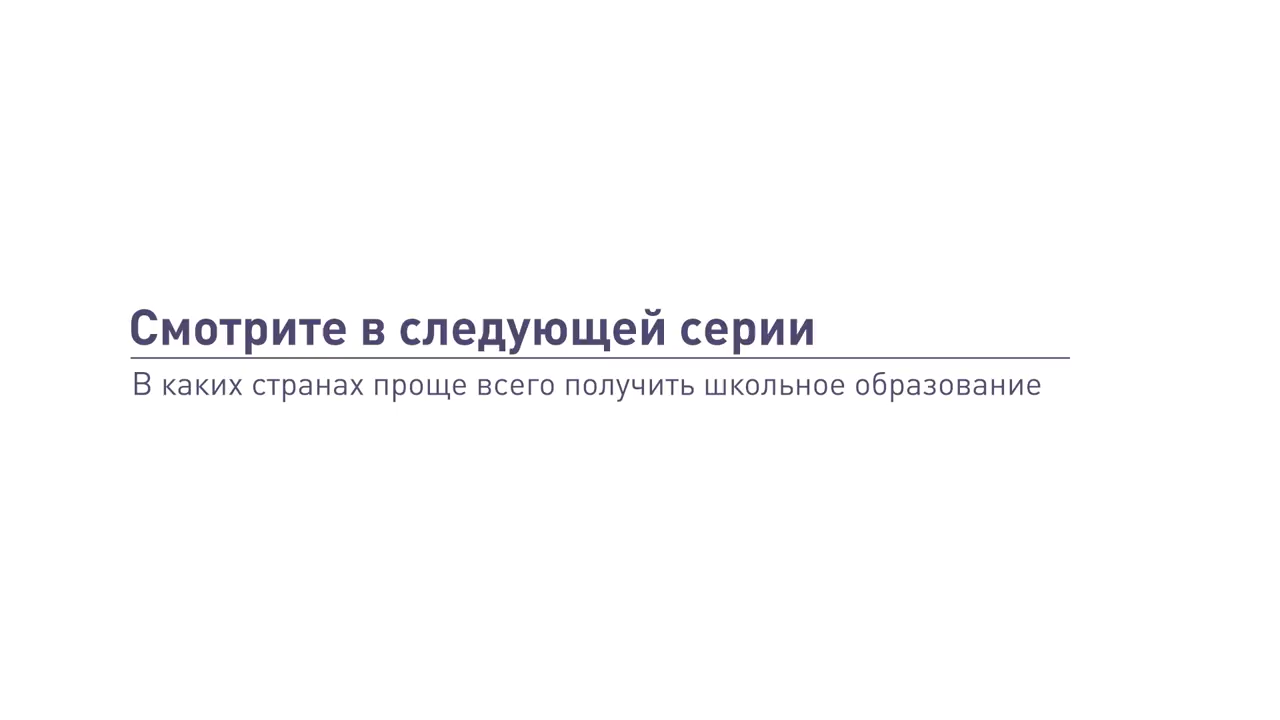 Смотрите в следующей серии
В каких странах проще всего получить школьное образование